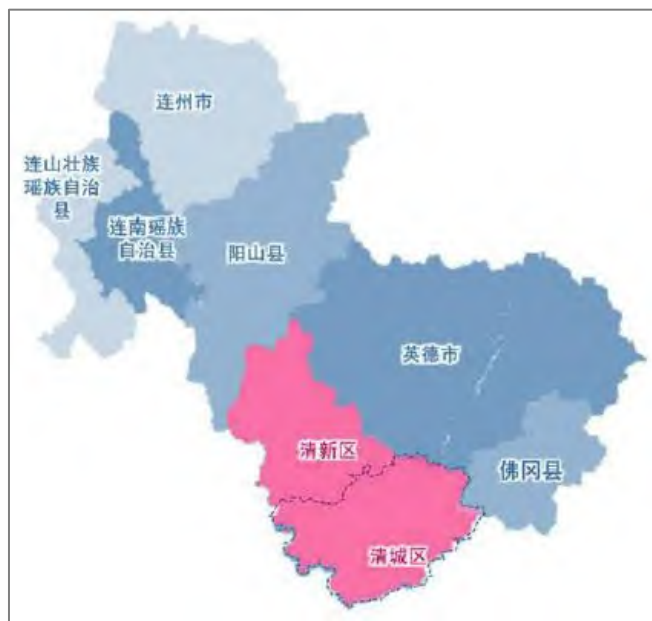 连州市
连山壮族
瑶族自治
县
连南瑶族
自治县
阳山县
英德市
清新区
佛冈县
清城区